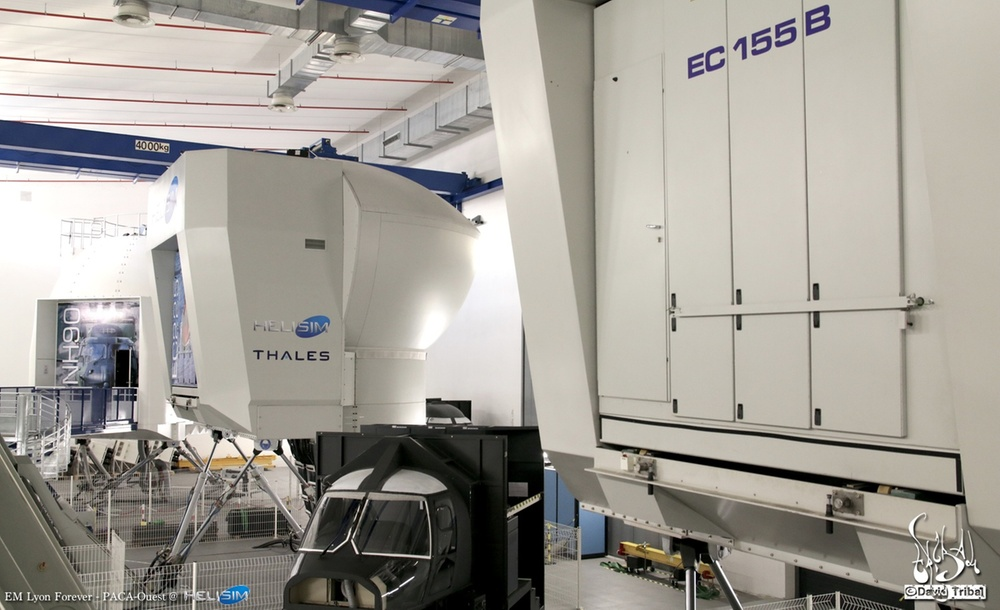 EC 155 B
4000kg
HELISIM
THALES
NH90
EM Lyon Forever - PACA-Ouest @ HELISIM
©David Tribal